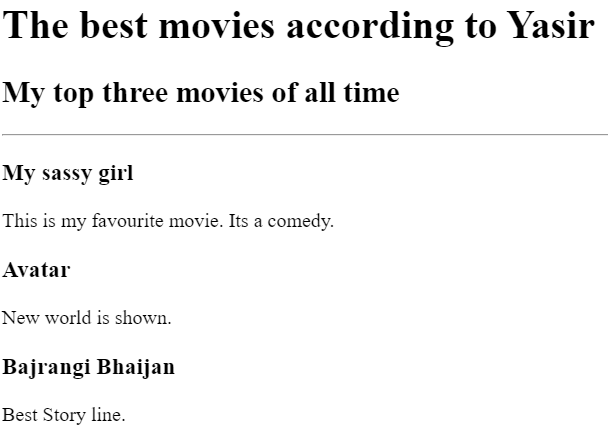 The best movies according to Yasir
My top three movies of all time
My sassy girl
This is my favourite movie. Its a comedy.
Avatar
New world is shown.
Bajrangi Bhaijan
Best Story line.